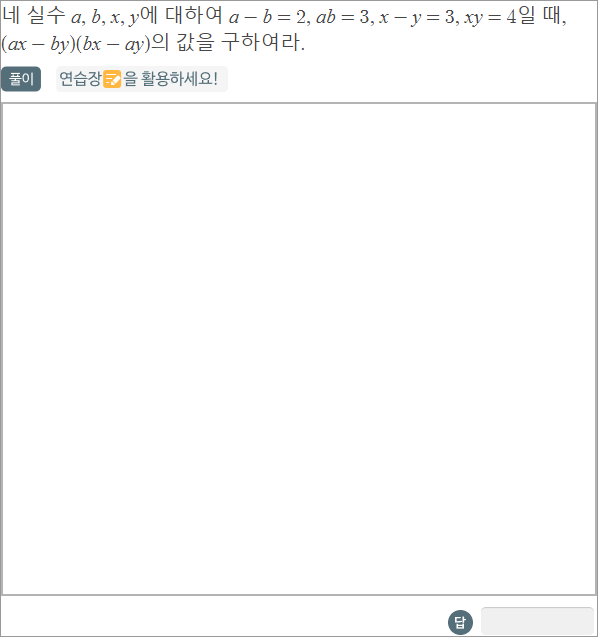 네 실수 a, b, x, y에 대하여 a − b = 2, ab = 3, x − y = 3, xy = 4일 때,
(ax − by)(bx − ay)의 값을 구하여라.
풀이 연습장을 활용하세요!
답